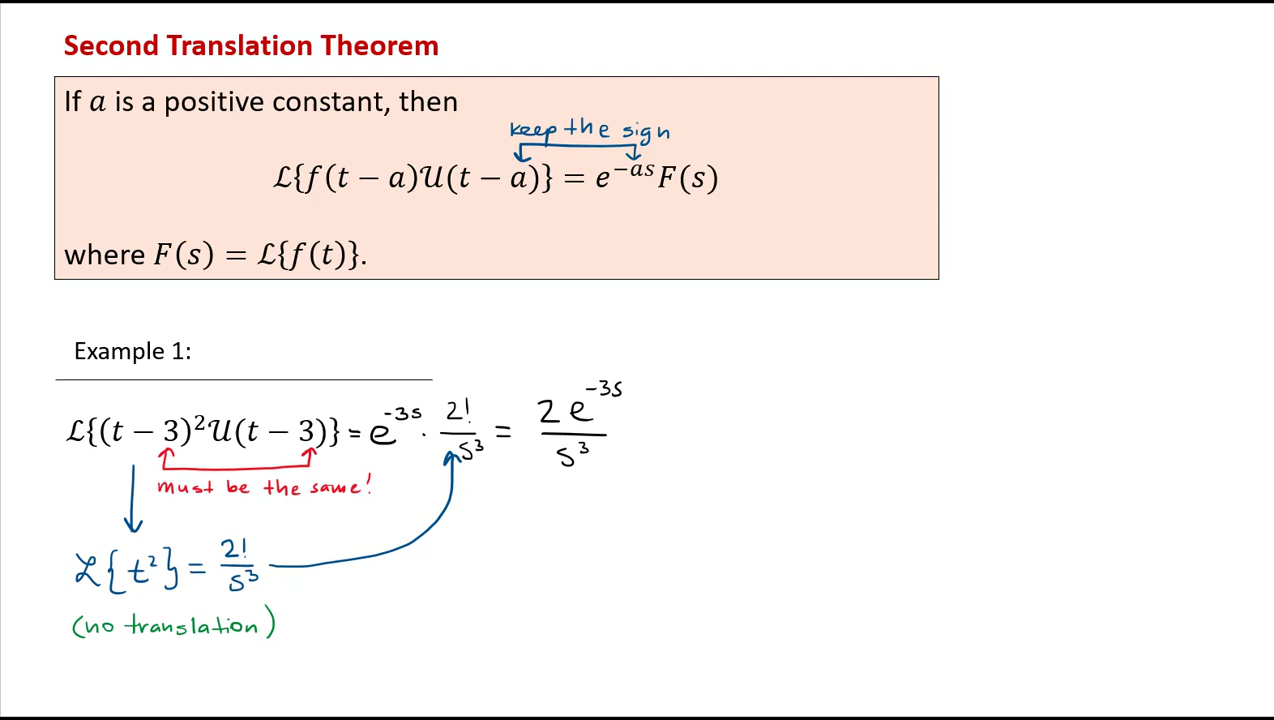 Second Translation Theorem
If 𝑎 is a positive constant, then
keep the sign
ℒ{𝑓(𝑡 − 𝑎)𝒰(𝑡 − 𝑎)} = 𝑒^{−𝑎𝑠}𝐹(𝑠)
where 𝐹(𝑠) = ℒ{𝑓(𝑡)}.
Example 1:
ℒ{(𝑡 − 3)²𝒰(𝑡 − 3)} = e^{-3s} · 2!/s³ = 2e^{-3s}/s³
must be the same!
ℒ{t²} = 2!/s³
(no translation)